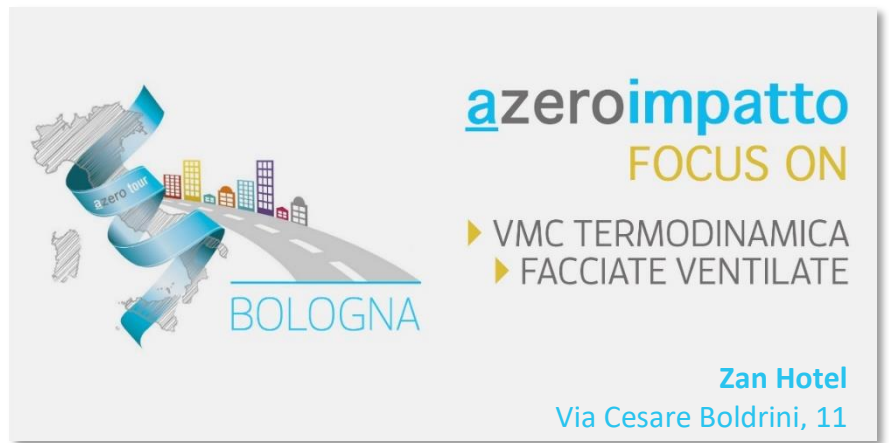 azero tour
BOLOGNA
azeroimpatto
FOCUS ON
VMC TERMODINAMICA
FACCIATE VENTILATE
Zan Hotel
Via Cesare Boldrini, 11